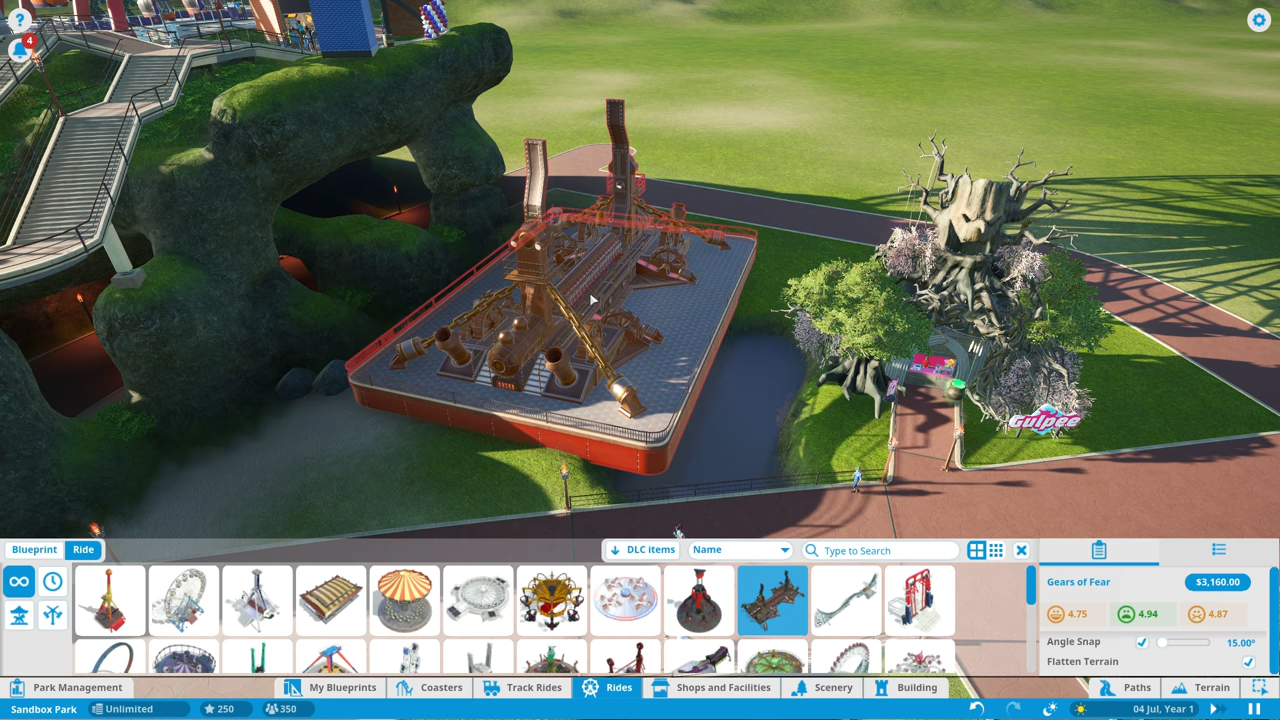 ?
4
Gulpee
Blueprint
Ride
DLC items
Name
Type to Search
Gears of Fear
$3,160.00
4.75
4.94
4.87
Angle Snap
15.00°
Flatten Terrain
Park Management
My Blueprints
Coasters
Track Rides
Rides
Shops and Facilities
Scenery
Building
Paths
Terrain
Sandbox Park
Unlimited
250
350
04 Jul, Year 1